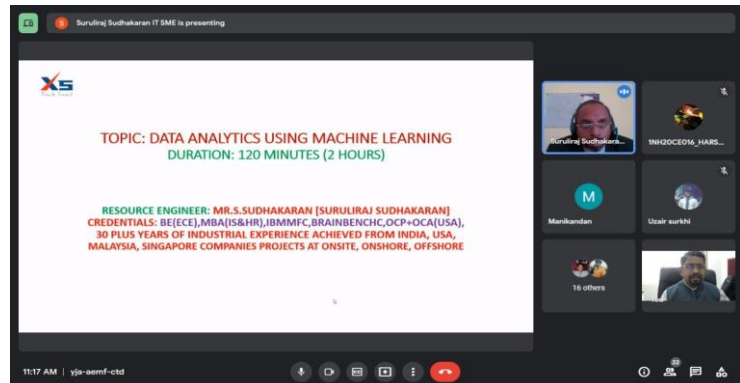 S
Suruliraj Sudhakaran IT SME is presenting
XS
TOPIC: DATA ANALYTICS USING MACHINE LEARNING
DURATION: 120 MINUTES (2 HOURS)
RESOURCE ENGINEER: MR.S.SUDHAKARAN [SURULIRAJ SUDHAKARAN]
CREDENTIALS: BE(ECE),MBA(IS&HR),IBMMFC,BRAINBENCHC,OCP+OCA(USA),
30 PLUS YEARS OF INDUSTRIAL EXPERIENCE ACHIEVED FROM INDIA, USA,
MALAYSIA, SINGAPORE COMPANIES PROJECTS AT ONSITE, ONSHORE, OFFSHORE
Suruliraj Sudhakara...
1NH20CE016_HARS...
M
Manikandan
Uzair surkhi
16 others
11:17 AM | yja-aemf-ctd
22